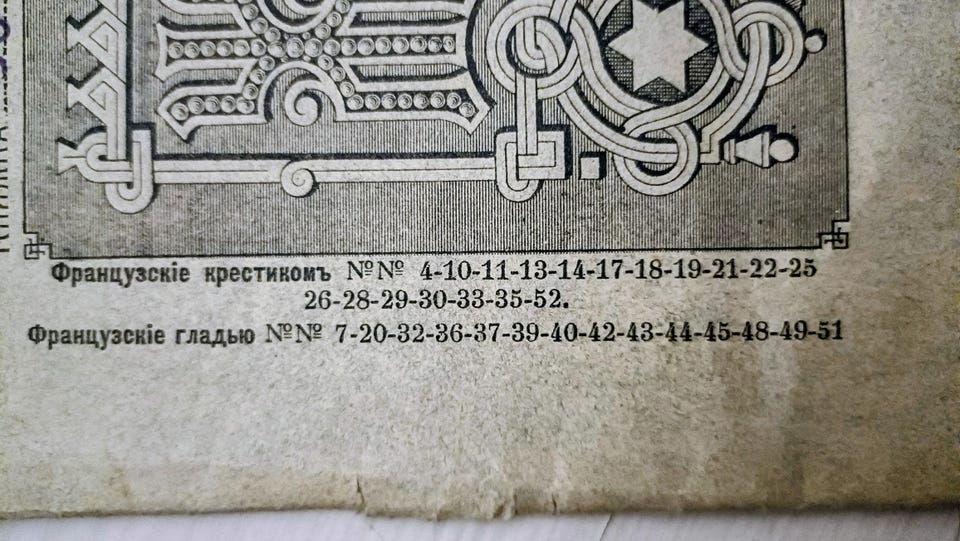 Французскіе крестикомъ №№ 4-10-11-13-14-17-18-19-21-22-25
26-28-29-30-33-35-52.
Французскіе гладью №№ 7-20-32-36-37-39-40-42-43-44-45-48-49-51